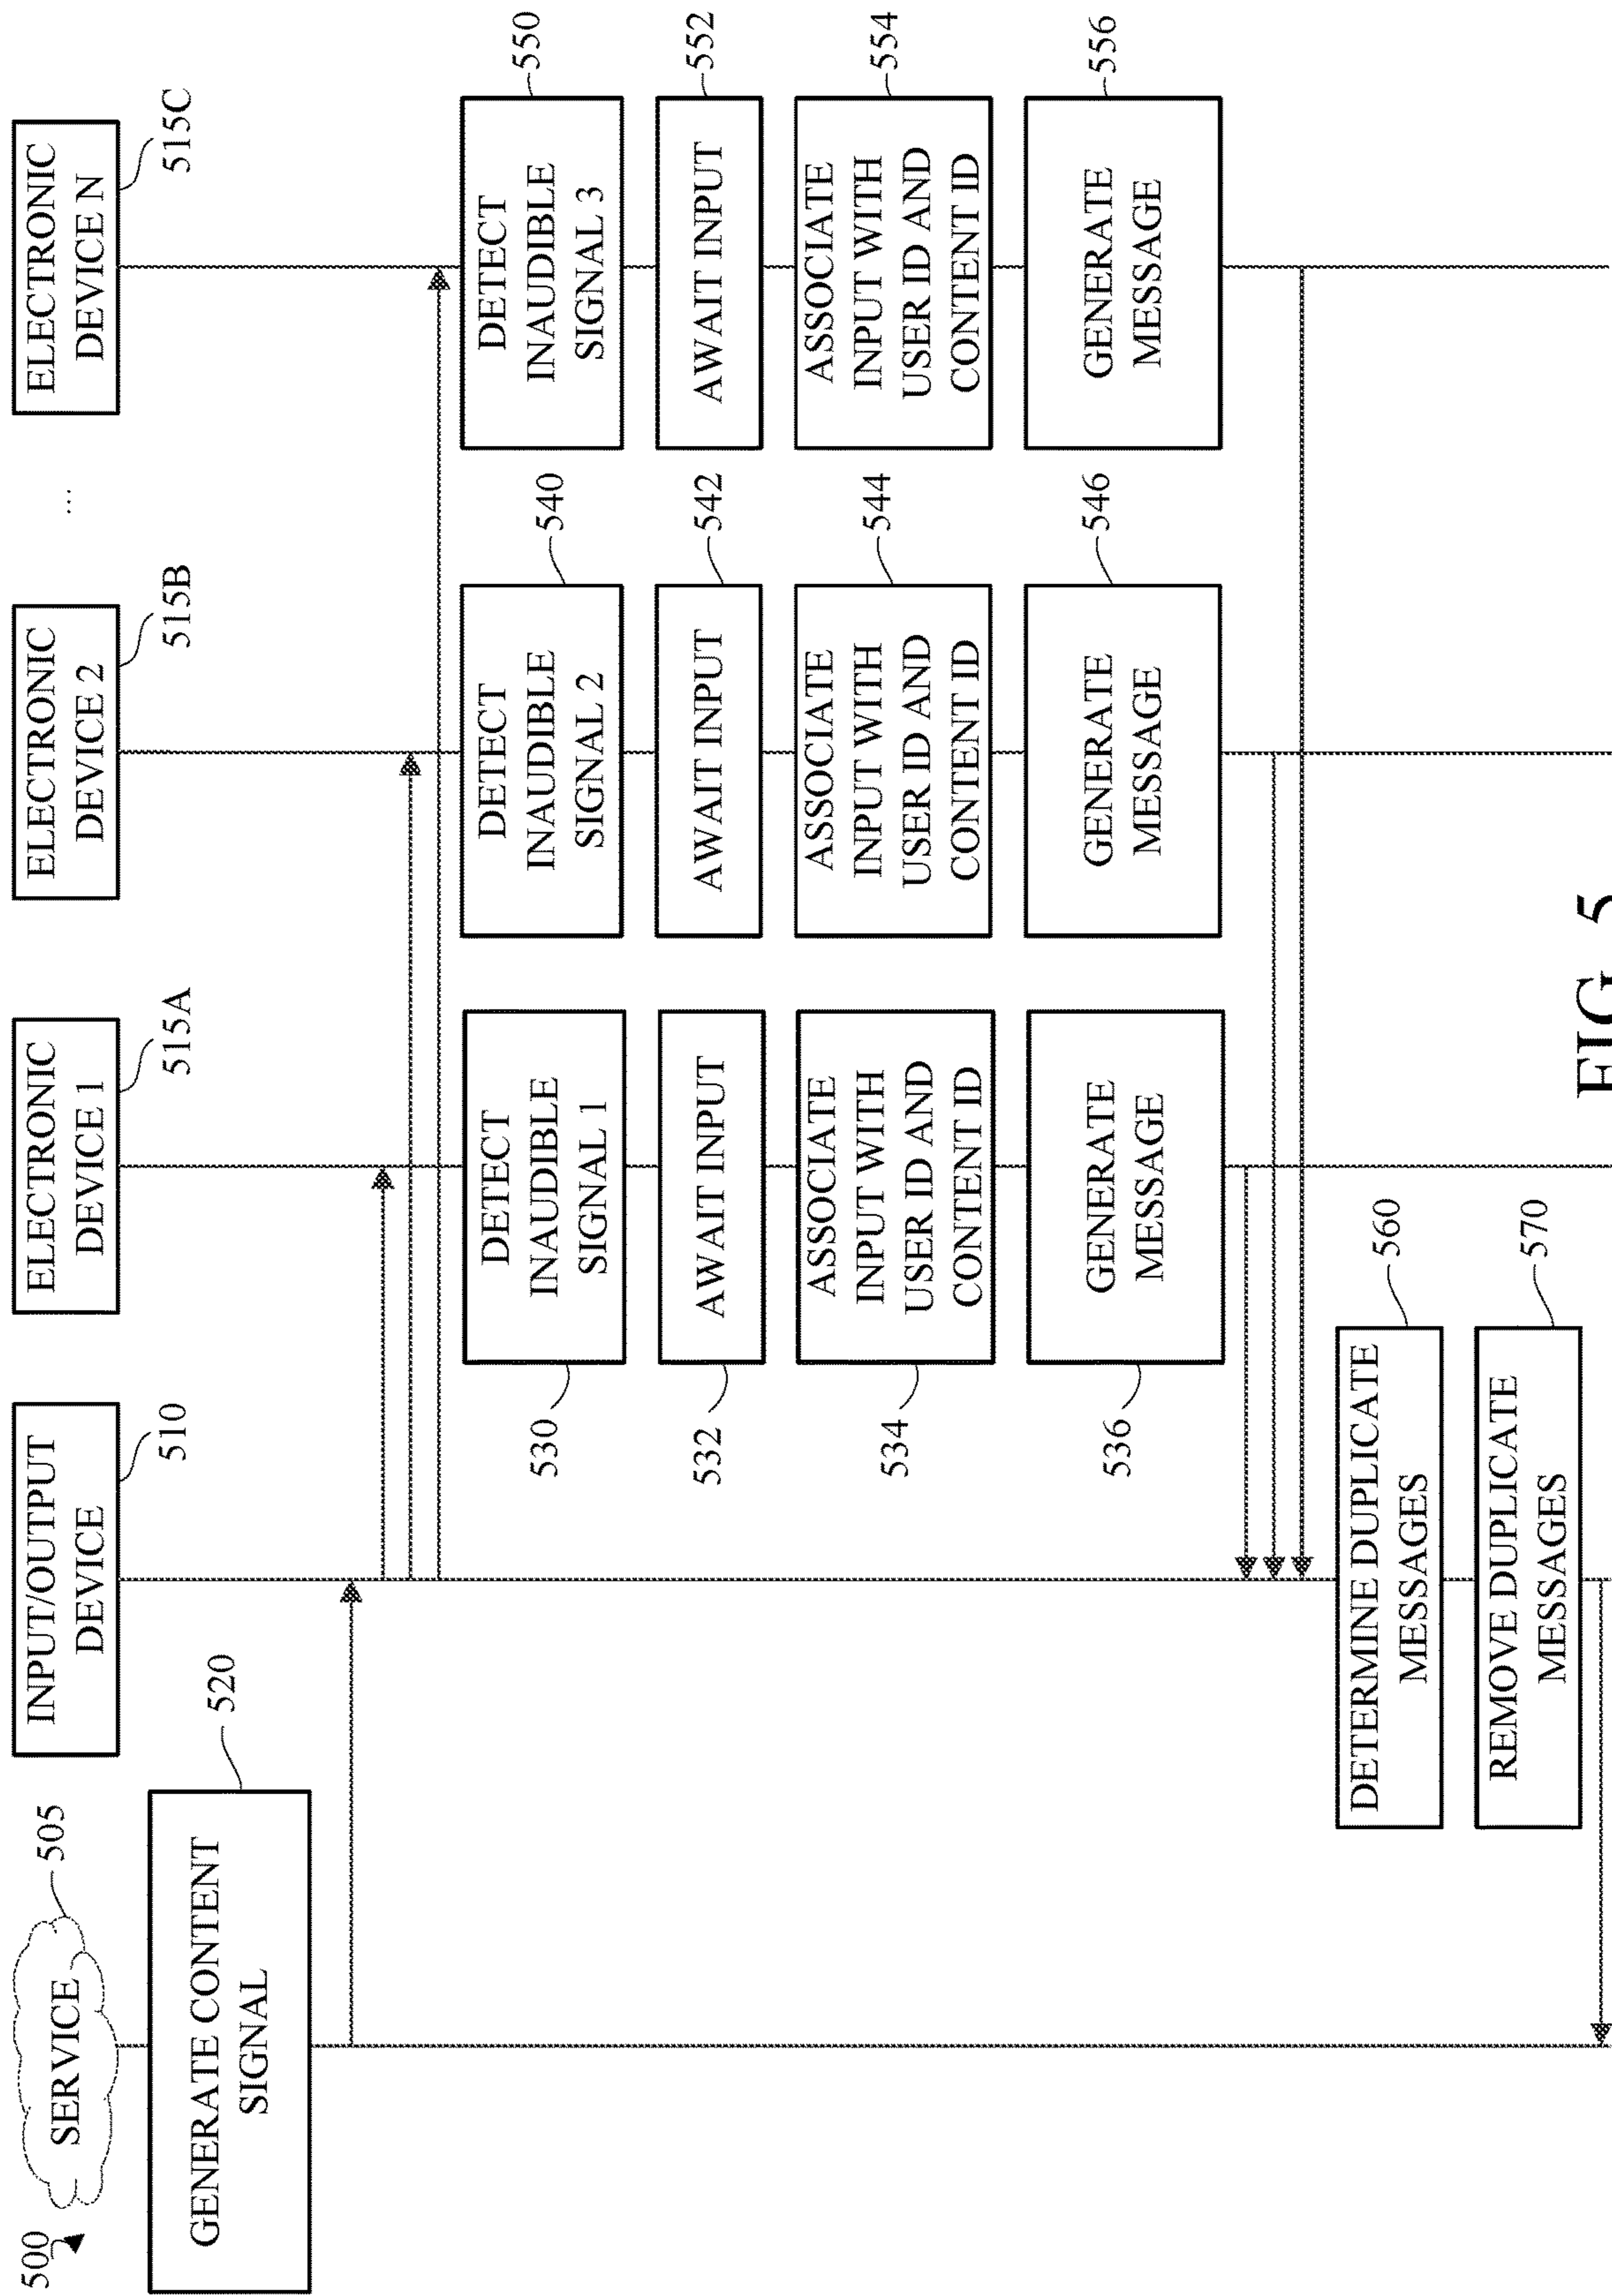 500
SERVICE
505
INPUT/OUTPUT
DEVICE
510
ELECTRONIC
DEVICE 1
515A
ELECTRONIC
DEVICE 2
515B
...
ELECTRONIC
DEVICE N
515C
GENERATE CONTENT
SIGNAL
520
DETECT
INAUDIBLE
SIGNAL 1
530
DETECT
INAUDIBLE
SIGNAL 2
540
DETECT
INAUDIBLE
SIGNAL 3
550
AWAIT INPUT
532
AWAIT INPUT
542
AWAIT INPUT
552
ASSOCIATE
INPUT WITH
USER ID AND
CONTENT ID
534
ASSOCIATE
INPUT WITH
USER ID AND
CONTENT ID
544
ASSOCIATE
INPUT WITH
USER ID AND
CONTENT ID
554
GENERATE
MESSAGE
536
GENERATE
MESSAGE
546
GENERATE
MESSAGE
556
DETERMINE DUPLICATE
MESSAGES
560
REMOVE DUPLICATE
MESSAGES
570
FIG. 5